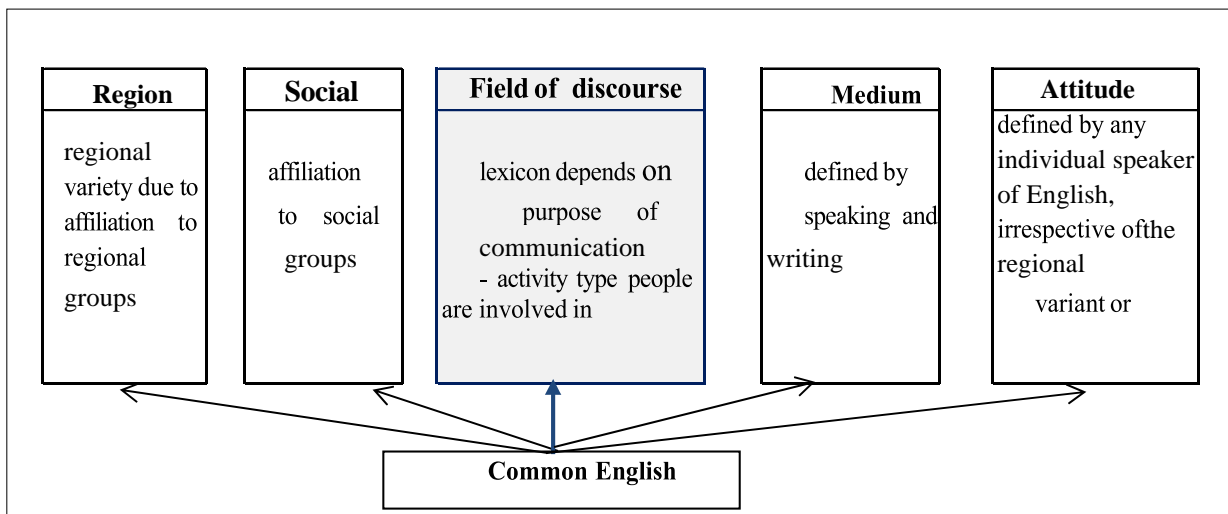 Region
regional
variety due to
affiliation to
regional
groups
Social
affiliation
to social
groups
Field of discourse
lexicon depends on
purpose of
communication
- activity type people
are involved in
Medium
defined by
speaking and
writing
Attitude
defined by any
individual speaker
of English,
irrespective ofthe
regional
variant or
Common English